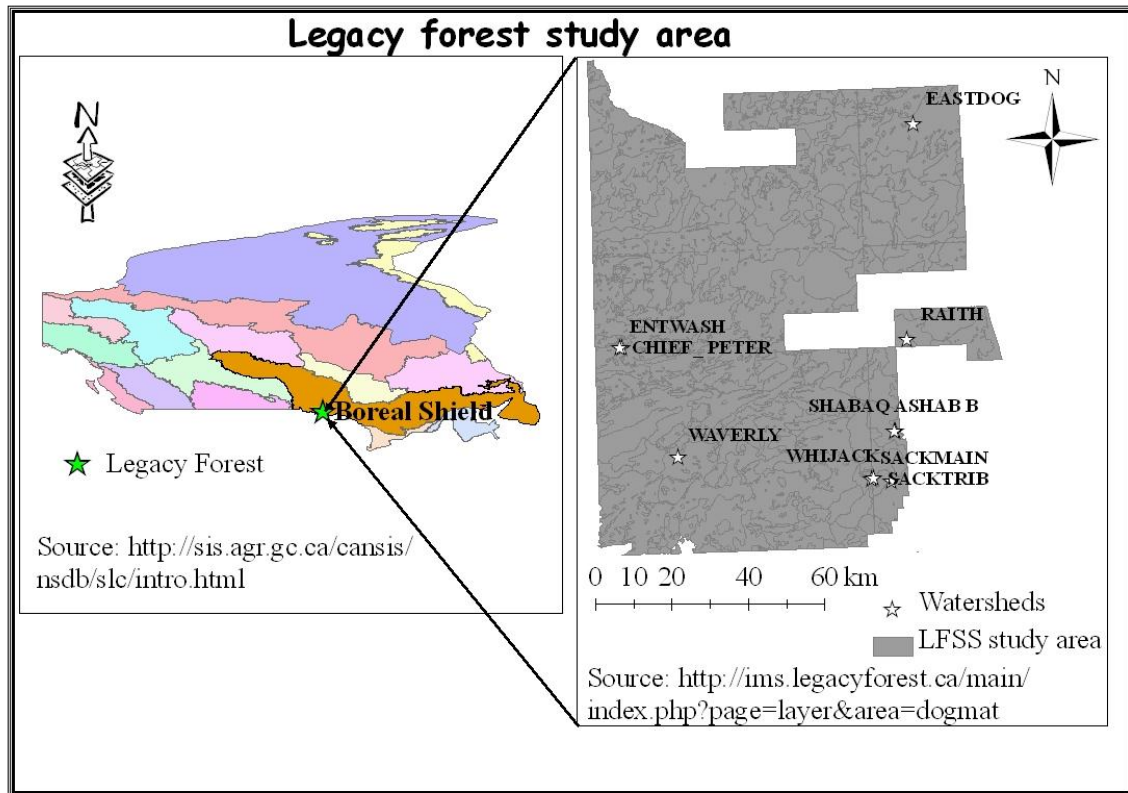 Legacy forest study area
N
Boreal Shield
Legacy Forest
Source: http://sis.agr.gc.ca/cansis/
nsdb/slc/intro.html
N
EASTDOG
RAITH
ENTWASH
CHIEF_ PETER
SHABAQ ASHAB B
WAVERLY
WHIJACK SACKMAIN
SACKTRIB
0 10 20 40 60 km
Watersheds
LFSS study area
Source: http://ims.legacyforest.ca/main/
index.php?page=layer&area=dogmat